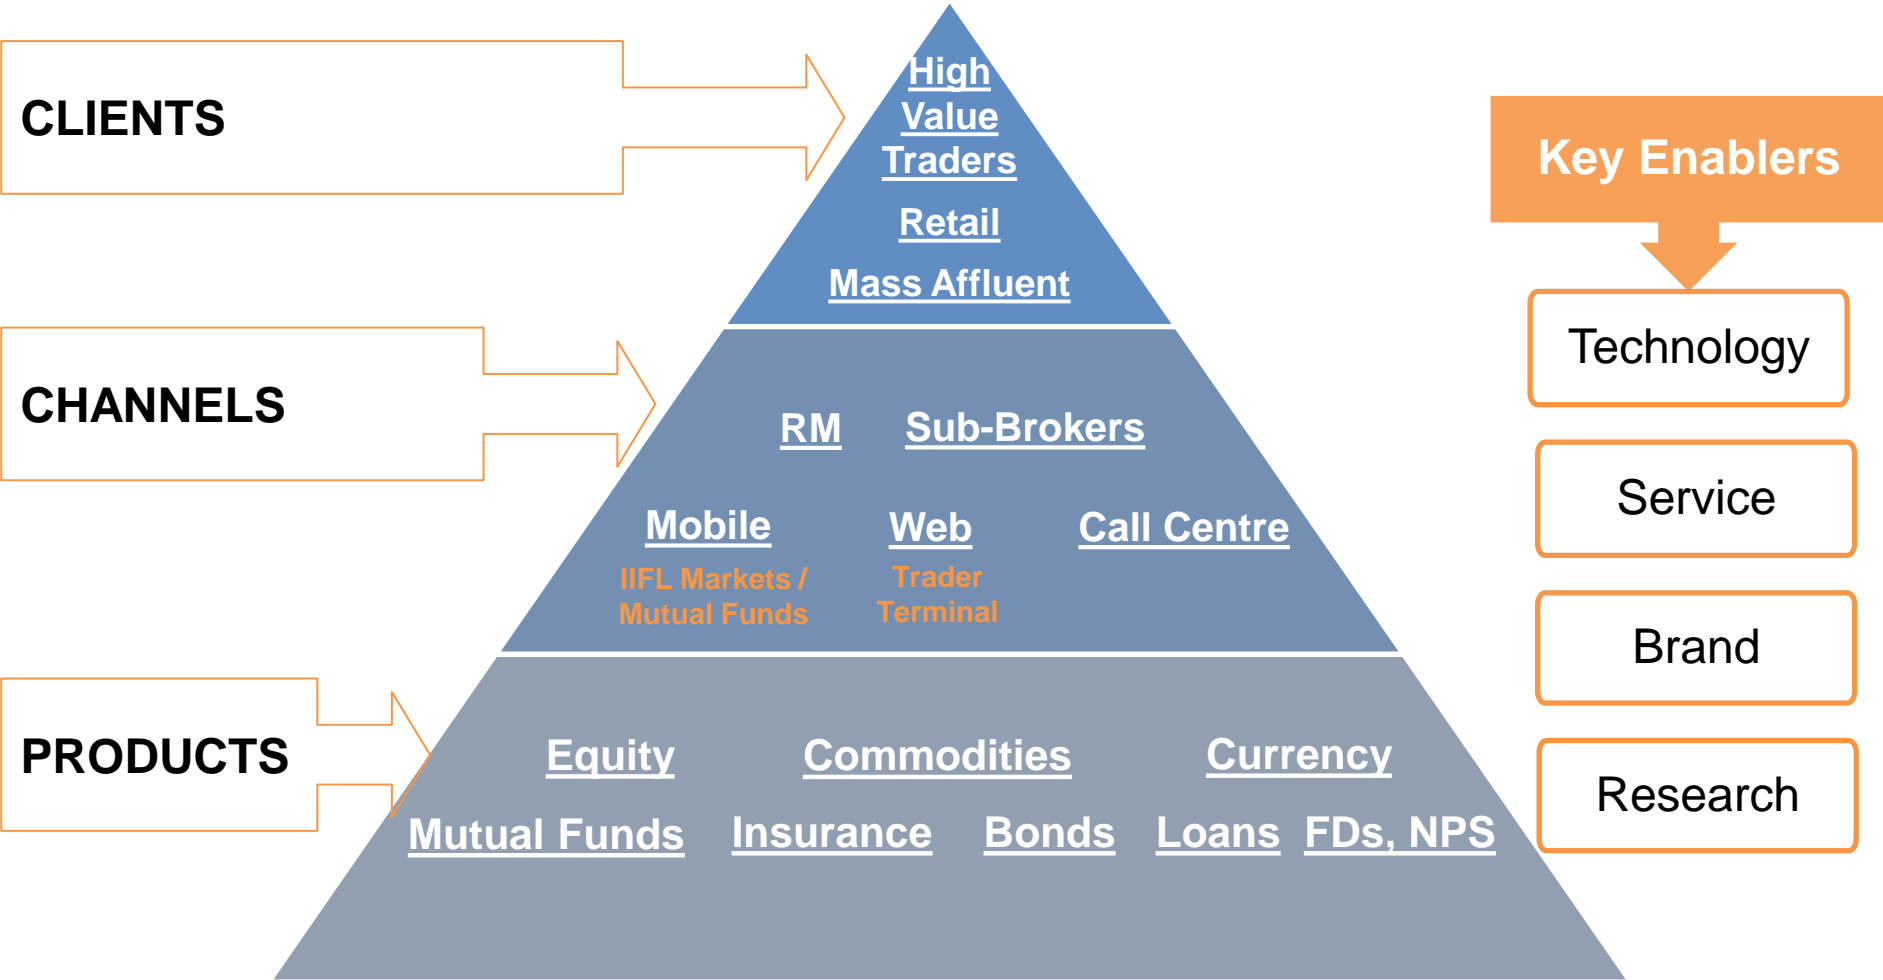 CLIENTS
High
Value
Traders
Retail
Mass Affluent
CHANNELS
RM Sub-Brokers
Mobile Web Call Centre
IIFL Markets /
Mutual Funds
Trader
Terminal
PRODUCTS
Equity Commodities Currency
Mutual Funds Insurance Bonds Loans FDs, NPS
Key Enablers
Technology
Service
Brand
Research